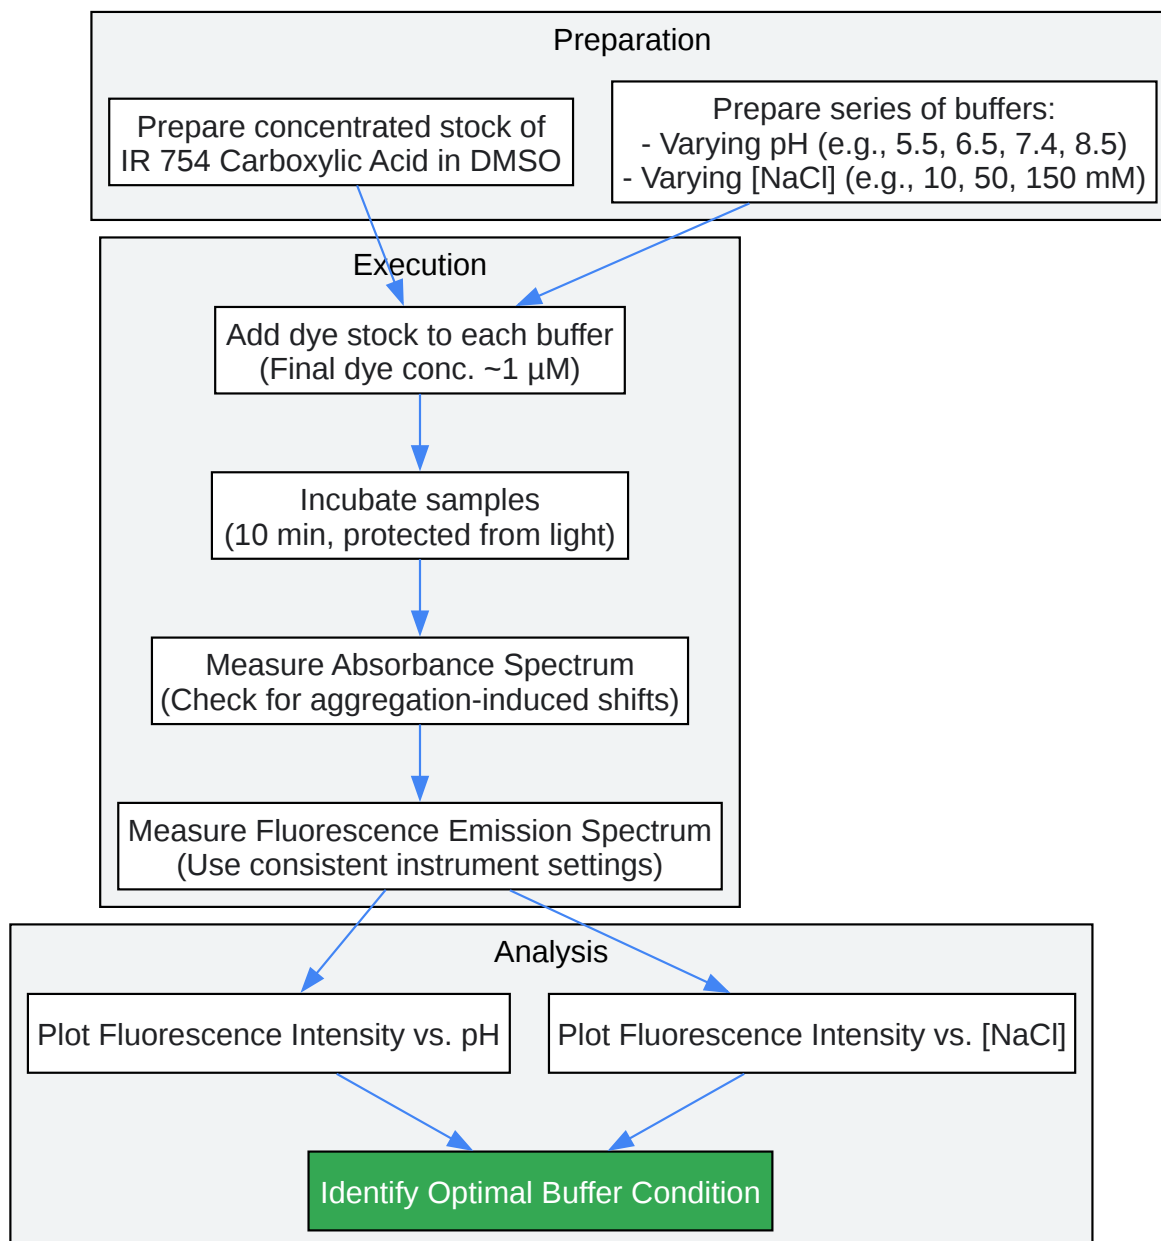 Preparation
Prepare concentrated stock of
IR 754 Carboxylic Acid in DMSO
Prepare series of buffers:
- Varying pH (e.g., 5.5, 6.5, 7.4, 8.5)
- Varying [NaCl] (e.g., 10, 50, 150 mM)
Execution
Add dye stock to each buffer
(Final dye conc. ~1 µM)
Incubate samples
(10 min, protected from light)
Measure Absorbance Spectrum
(Check for aggregation-induced shifts)
Measure Fluorescence Emission Spectrum
(Use consistent instrument settings)
Analysis
Plot Fluorescence Intensity vs. pH
Plot Fluorescence Intensity vs. [NaCl]
Identify Optimal Buffer Condition